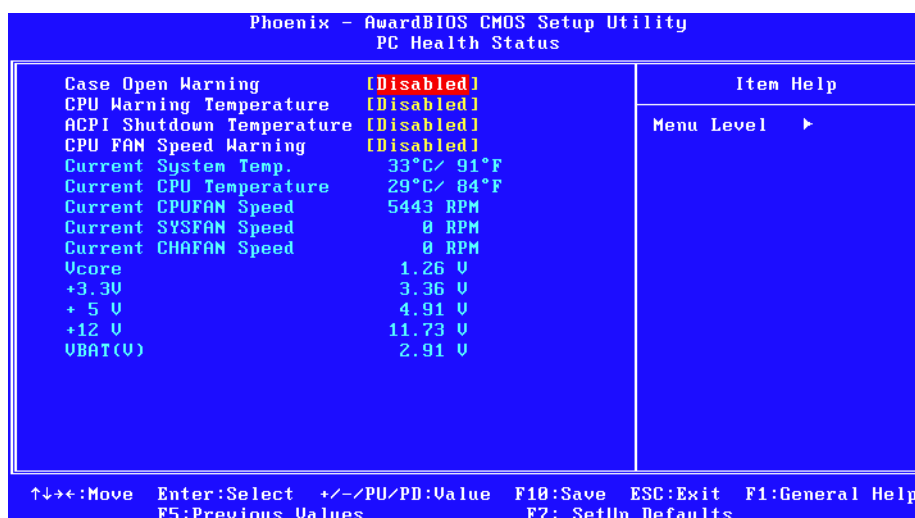 Phoenix - AwardBIOS CMOS Setup Utility
PC Health Status
Case Open Warning [Disabled]
CPU Warning Temperature [Disabled]
ACPI Shutdown Temperature [Disabled]
CPU FAN Speed Warning [Disabled]
Current System Temp. 33°C/ 91°F
Current CPU Temperature 29°C/ 84°F
Current CPUFAN Speed 5443 RPM
Current SYSFAN Speed 0 RPM
Current CHAFAN Speed 0 RPM
Vcore 1.26 V
+3.3V 3.36 V
+ 5 V 4.91 V
+12 V 11.73 V
VBAT(V) 2.91 V
Item Help
Menu Level ▶
↑↓→←:Move Enter:Select +/-/PU/PD:Value F10:Save ESC:Exit F1:General Help
F5:Previous Values F7: SetUp Defaults